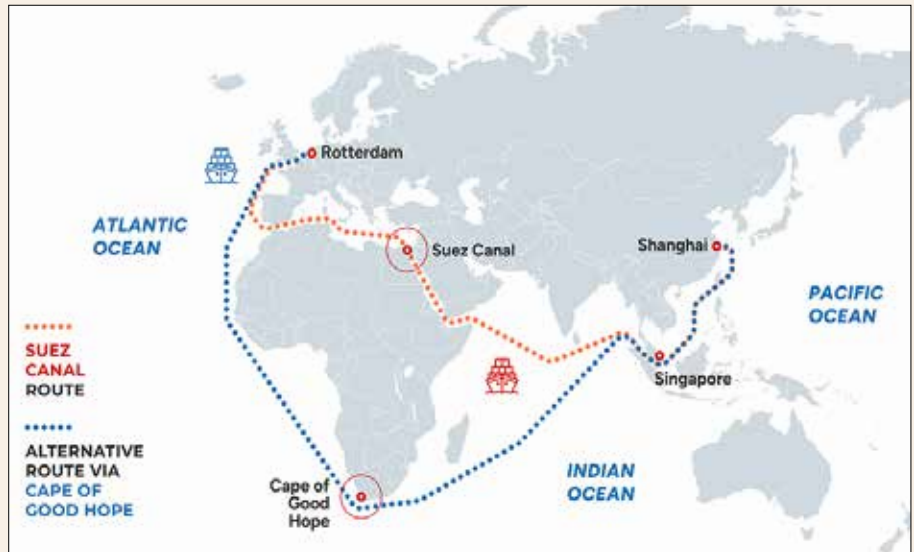 Rotterdam
ATLANTIC
OCEAN
Suez Canal
Shanghai
PACIFIC
OCEAN
SUEZ
CANAL
ROUTE
Singapore
ALTERNATIVE
ROUTE VIA
CAPE OF
GOOD HOPE
Cape of
Good
Hope
INDIAN
OCEAN